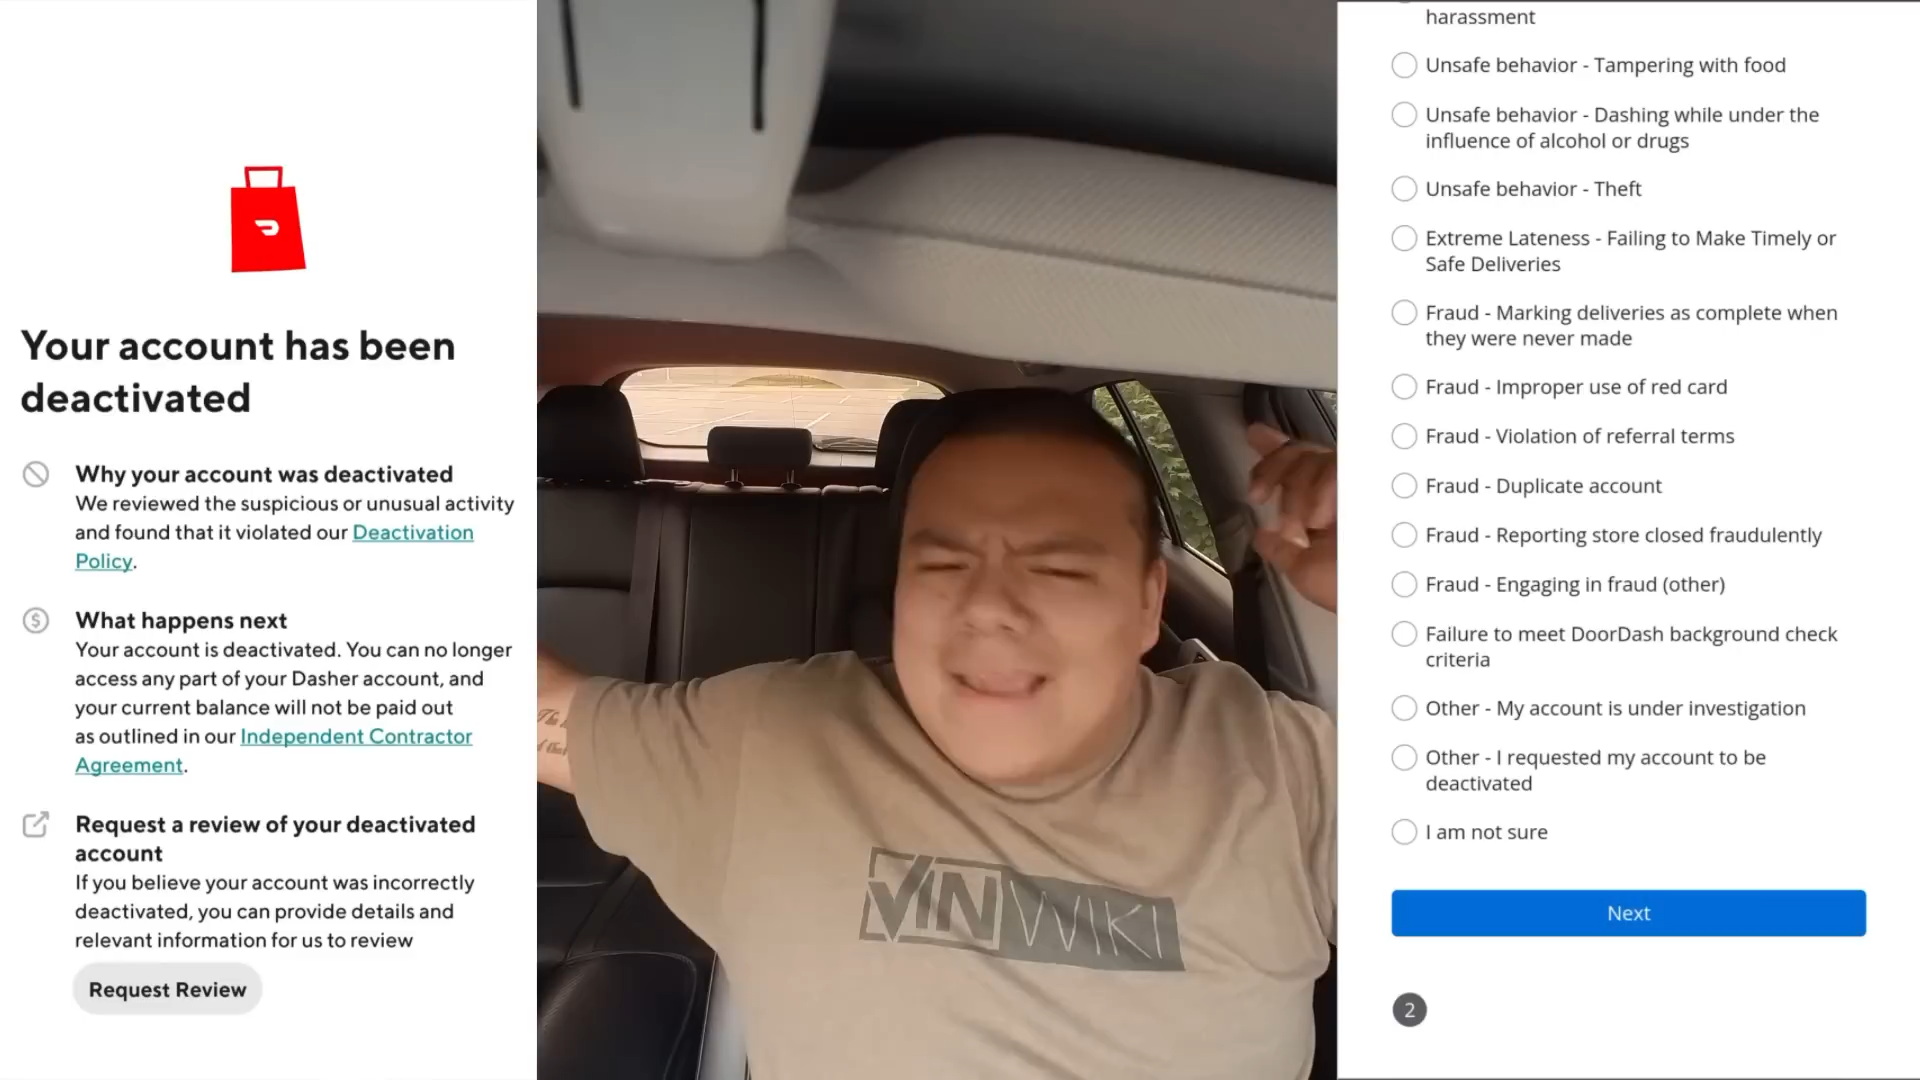 Your account has been
deactivated
Why your account was deactivated
We reviewed the suspicious or unusual activity
and found that it violated our Deactivation
Policy.
What happens next
Your account is deactivated. You can no longer
access any part of your Dasher account, and
your current balance will not be paid out
as outlined in our Independent Contractor
Agreement.
Request a review of your deactivated
account
If you believe your account was incorrectly
deactivated, you can provide details and
relevant information for us to review
Request Review
VINWIKI
harassment
Unsafe behavior - Tampering with food
Unsafe behavior - Dashing while under the
influence of alcohol or drugs
Unsafe behavior - Theft
Extreme Lateness - Failing to Make Timely or
Safe Deliveries
Fraud - Marking deliveries as complete when
they were never made
Fraud - Improper use of red card
Fraud - Violation of referral terms
Fraud - Duplicate account
Fraud - Reporting store closed fraudulently
Fraud - Engaging in fraud (other)
Failure to meet DoorDash background check
criteria
Other - My account is under investigation
Other - I requested my account to be
deactivated
I am not sure
Next
2